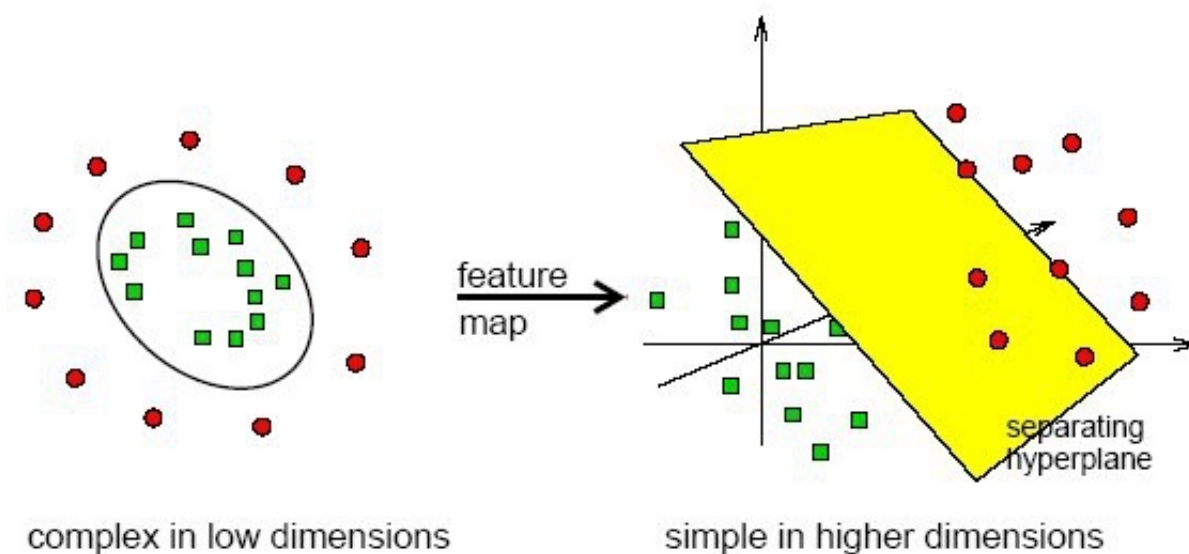 feature
map
separating
hyperplane
complex in low dimensions
simple in higher dimensions